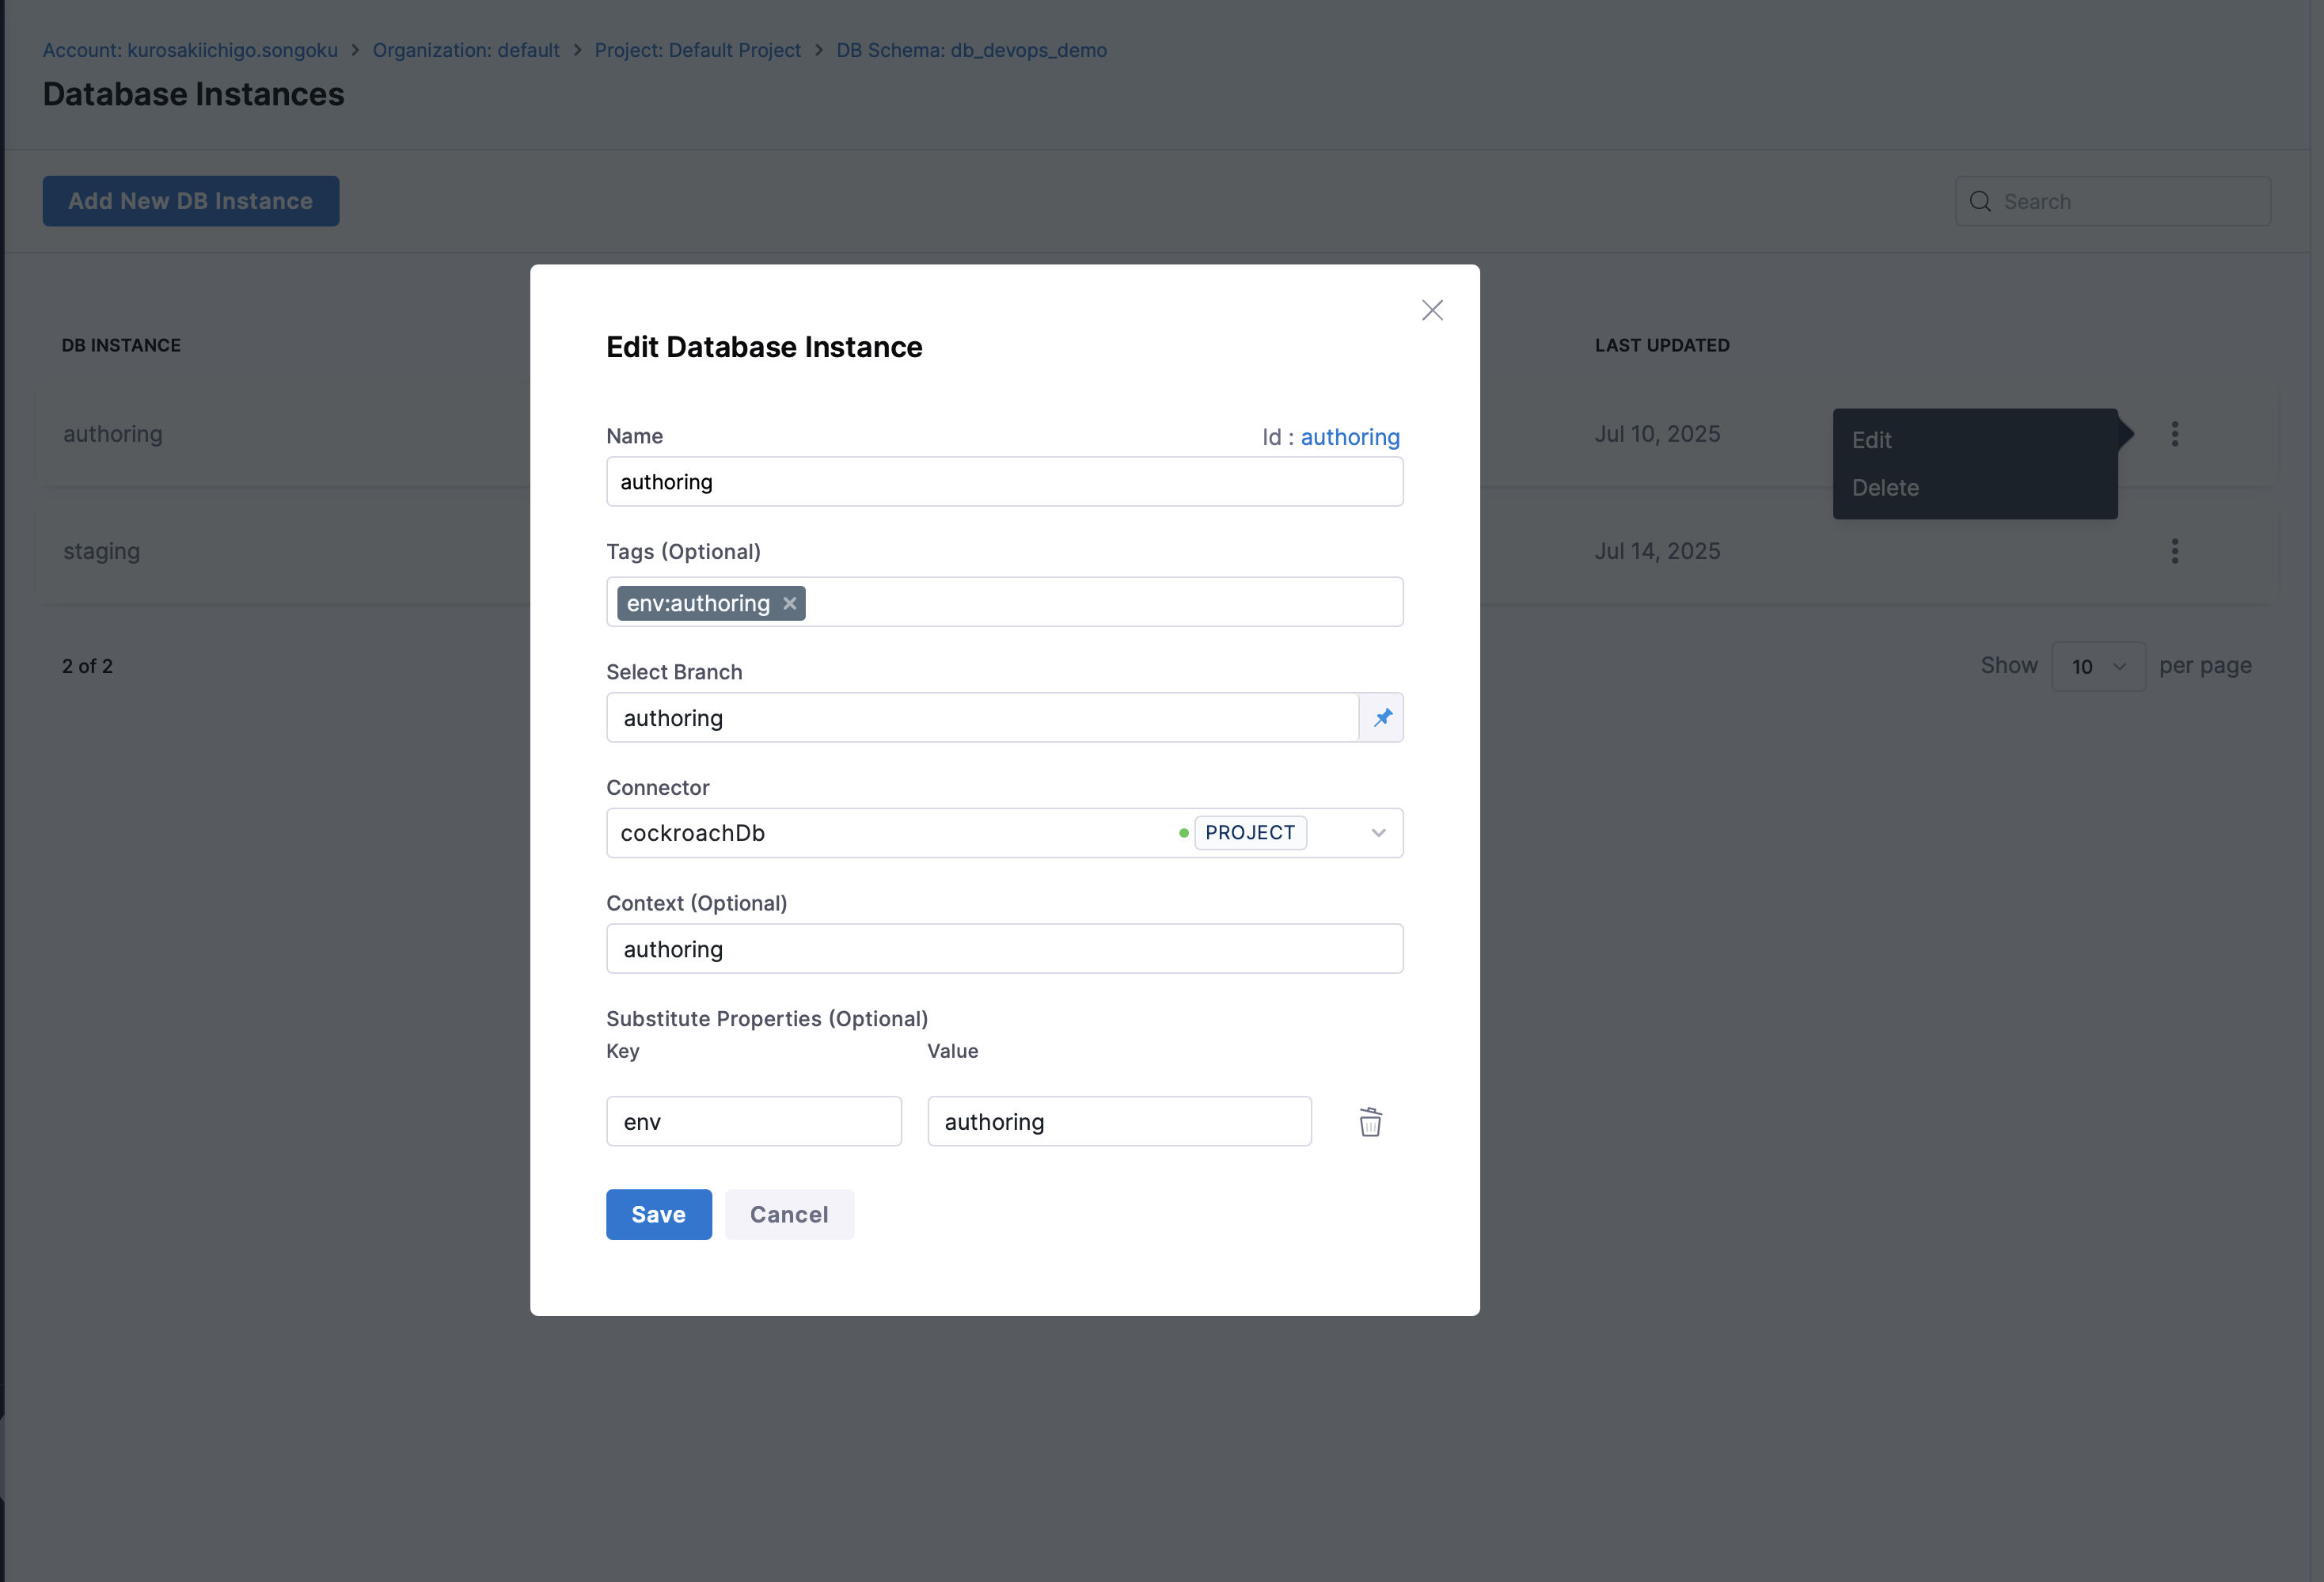 Account: kurosakiichigo.songoku > Organization: default > Project: Default Project > DB Schema: db_devops_demo
Database Instances
Add New DB Instance
Search
DB INSTANCE
LAST UPDATED
authoring
Jul 10, 2025
Edit
Delete
staging
Jul 14, 2025
2 of 2
Show 10 per page
Edit Database Instance
Name
Id : authoring
authoring
Tags (Optional)
env:authoring
Select Branch
authoring
Connector
cockroachDb
PROJECT
Context (Optional)
authoring
Substitute Properties (Optional)
Key
Value
env
authoring
Save
Cancel